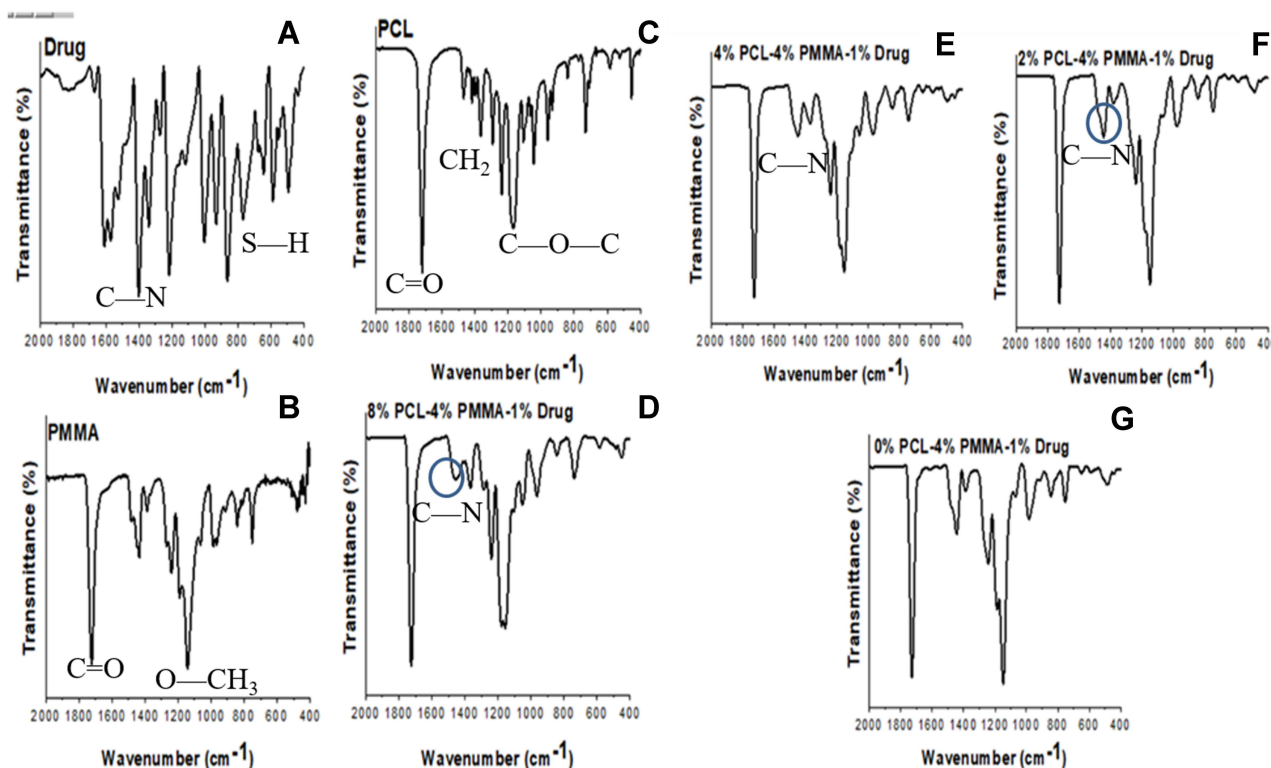 A
Drug
Transmittance (%)
S—H
C—N
2000 1800 1600 1400 1200 1000 800 600 400
Wavenumber (cm-1)
C
PCL
Transmittance (%)
CH2
C—O—C
C=O
2000 1800 1600 1400 1200 1000 800 600 400
Wavenumber (cm-1)
E
4% PCL-4% PMMA-1% Drug
Transmittance (%)
C—N
2000 1800 1600 1400 1200 1000 800 600 400
Wavenumber (cm-1)
F
2% PCL-4% PMMA-1% Drug
Transmittance (%)
C—N
2000 1800 1600 1400 1200 1000 800 600 40
Wavenumber (cm-1)
B
PMMA
Transmittance (%)
C=O
O—CH3
2000 1800 1600 1400 1200 1000 800 600 400
Wavenumber (cm-1)
D
8% PCL-4% PMMA-1% Drug
Transmittance (%)
C—N
2000 1800 1600 1400 1200 1000 800 600 400
Wavenumber (cm-1)
G
0% PCL-4% PMMA-1% Drug
Transmittance (%)
2000 1800 1600 1400 1200 1000 800 600 400
Wavenumber (cm-1)